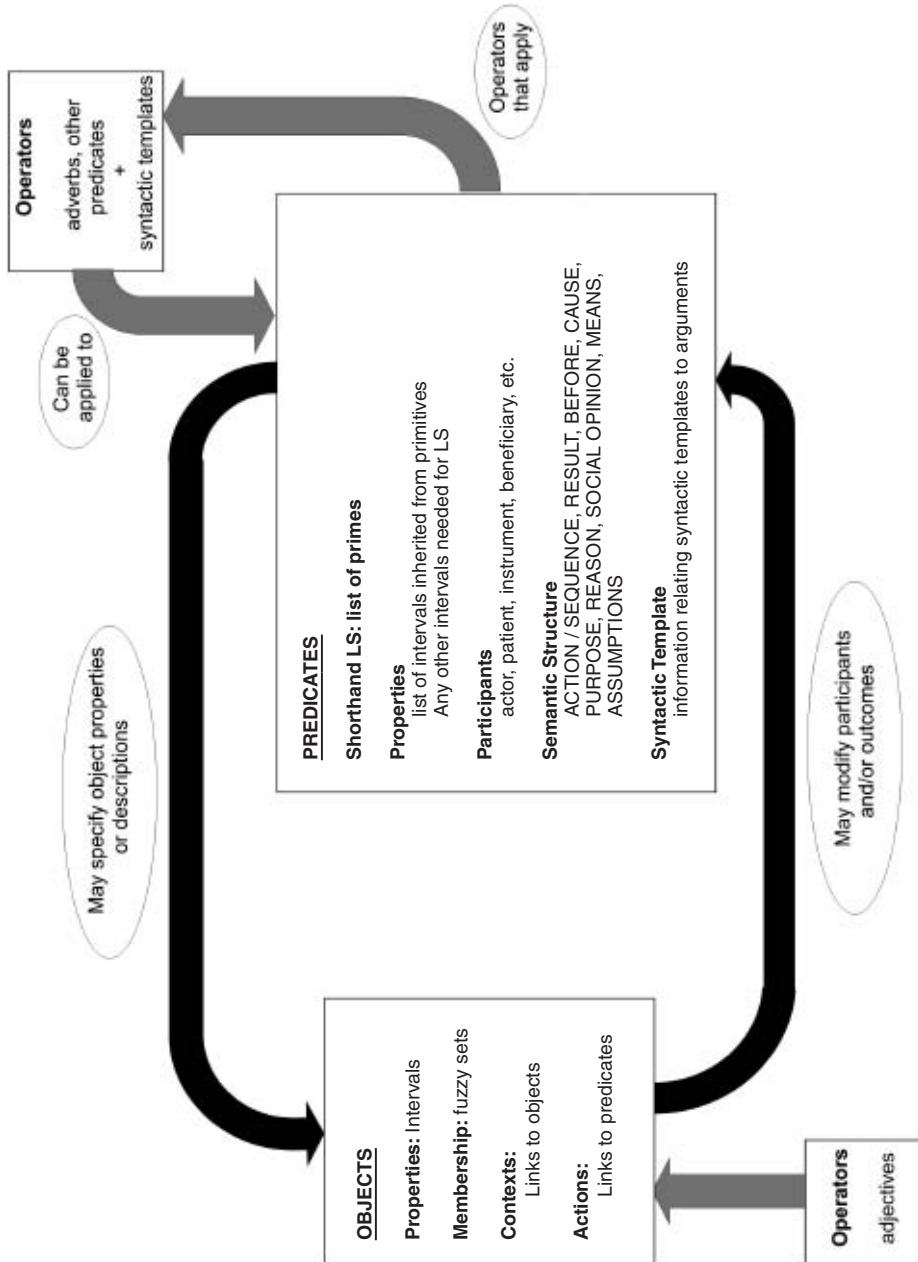 May specify object properties
or descriptions
Can be
applied to
Operators
adverbs, other
predicates
+
syntactic templates
Operators
that apply
OBJECTS
Properties: Intervals
Membership: fuzzy sets
Contexts:
Links to objects
Actions:
Links to predicates
PREDICATES
Shorthand LS: list of primes
Properties
list of intervals inherited from primitives
Any other intervals needed for LS
Participants
actor, patient, instrument, beneficiary, etc.
Semantic Structure
ACTION / SEQUENCE, RESULT, BEFORE, CAUSE,
PURPOSE, REASON, SOCIAL OPINION, MEANS,
ASSUMPTIONS
Syntactic Template
information relating syntactic templates to arguments
Operators
adjectives
May modify participants
and/or outcomes